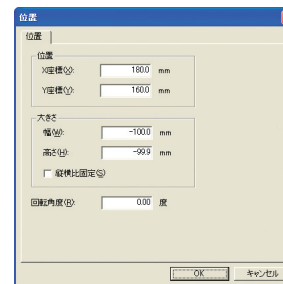 位置
位置
位置
X座標(X): 180.0 mm
Y座標(Y): 160.0 mm
大きさ
幅(W): -100.0 mm
高さ(H): -99.9 mm
縦横比固定(S)
回転角度(R): 0.00 度
OK キャンセル